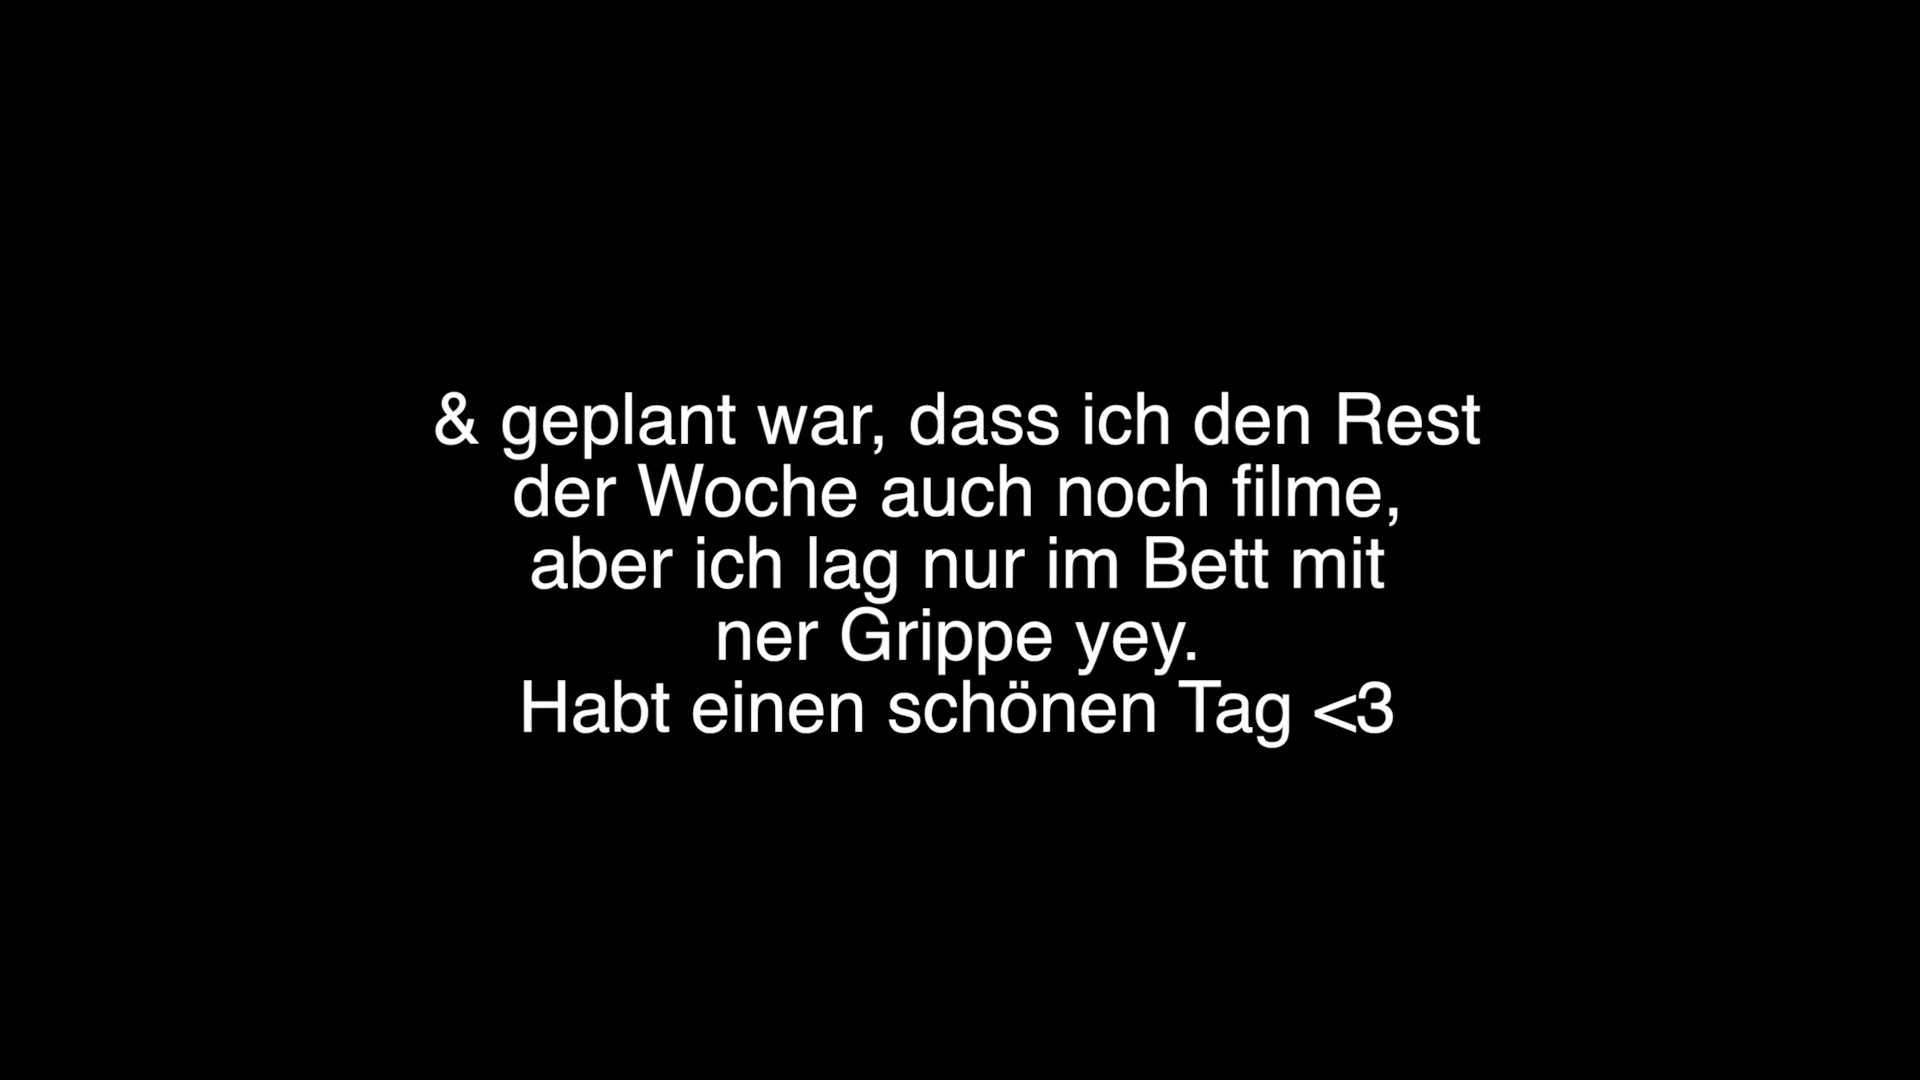 & geplant war, dass ich den Rest
der Woche auch noch filme,
aber ich lag nur im Bett mit
ner Grippe yey.
Habt einen schönen Tag <3